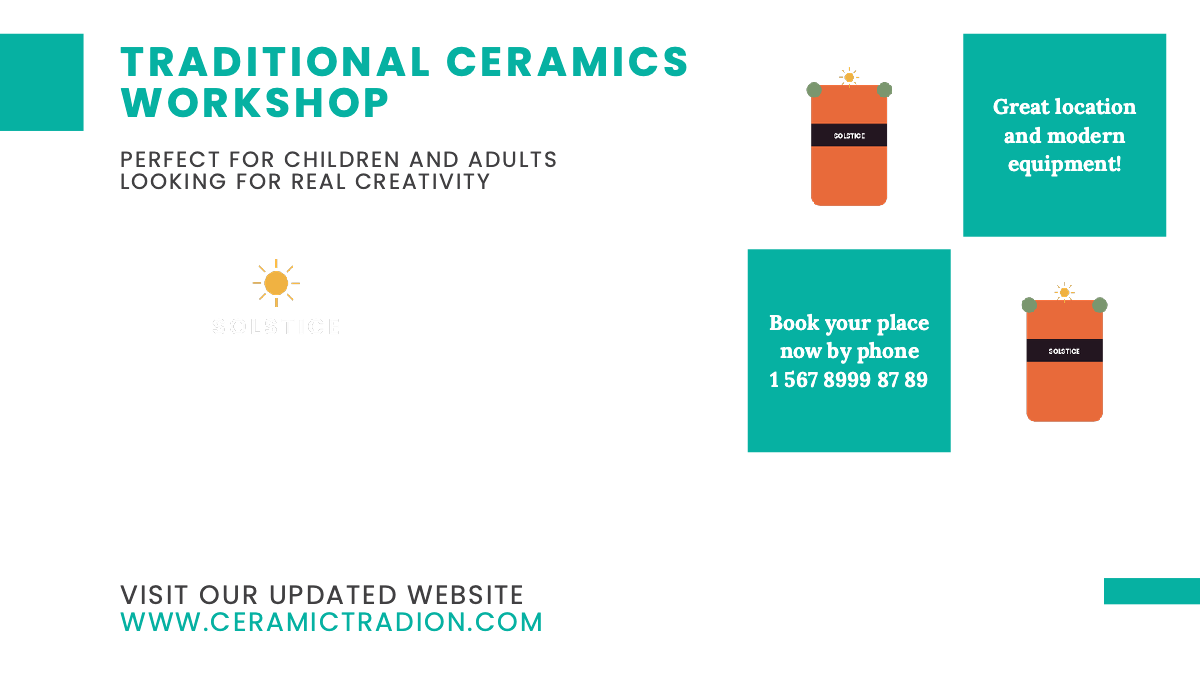 TRADITIONAL CERAMICS
WORKSHOP
PERFECT FOR CHILDREN AND ADULTS
LOOKING FOR REAL CREATIVITY
SOLSTICE
SOLSTICE
Great location
and modern
equipment!
Book your place
now by phone
1 567 8999 87 89
SOLSTICE
VISIT OUR UPDATED WEBSITE
WWW.CERAMICTRADION.COM